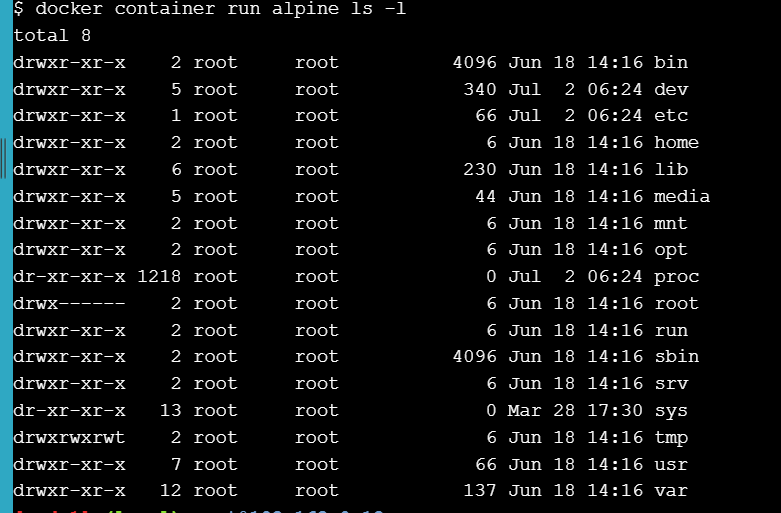 $ docker container run alpine ls -l
total 8
drwxr-xr-x    2 root     root          4096 Jun 18 14:16 bin
drwxr-xr-x    5 root     root           340 Jul  2 06:24 dev
drwxr-xr-x    1 root     root            66 Jul  2 06:24 etc
drwxr-xr-x    2 root     root             6 Jun 18 14:16 home
drwxr-xr-x    6 root     root           230 Jun 18 14:16 lib
drwxr-xr-x    5 root     root            44 Jun 18 14:16 media
drwxr-xr-x    2 root     root             6 Jun 18 14:16 mnt
drwxr-xr-x    2 root     root             6 Jun 18 14:16 opt
dr-xr-xr-x 1218 root     root             0 Jul  2 06:24 proc
drwx------    2 root     root             6 Jun 18 14:16 root
drwxr-xr-x    2 root     root             6 Jun 18 14:16 run
drwxr-xr-x    2 root     root          4096 Jun 18 14:16 sbin
drwxr-xr-x    2 root     root             6 Jun 18 14:16 srv
dr-xr-xr-x   13 root     root             0 Mar 28 17:30 sys
drwxrwxrwt    2 root     root             6 Jun 18 14:16 tmp
drwxr-xr-x    7 root     root            66 Jun 18 14:16 usr
drwxr-xr-x   12 root     root           137 Jun 18 14:16 var